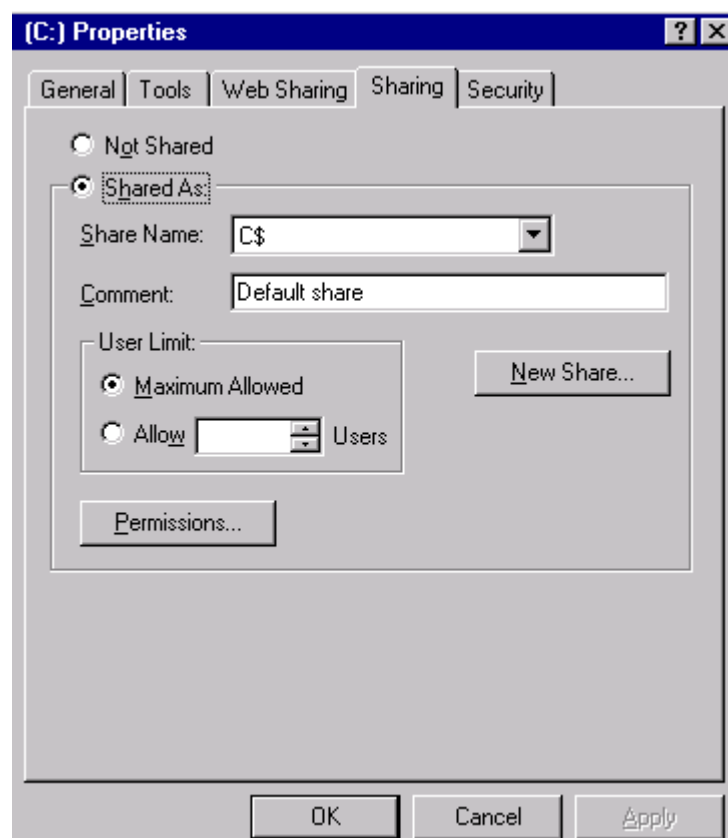 (C:) Properties
General Tools Web Sharing Sharing Security
Not Shared
Shared As:
Share Name: C$
Comment: Default share
User Limit:
Maximum Allowed
New Share...
Allow Users
Permissions...
OK Cancel Apply